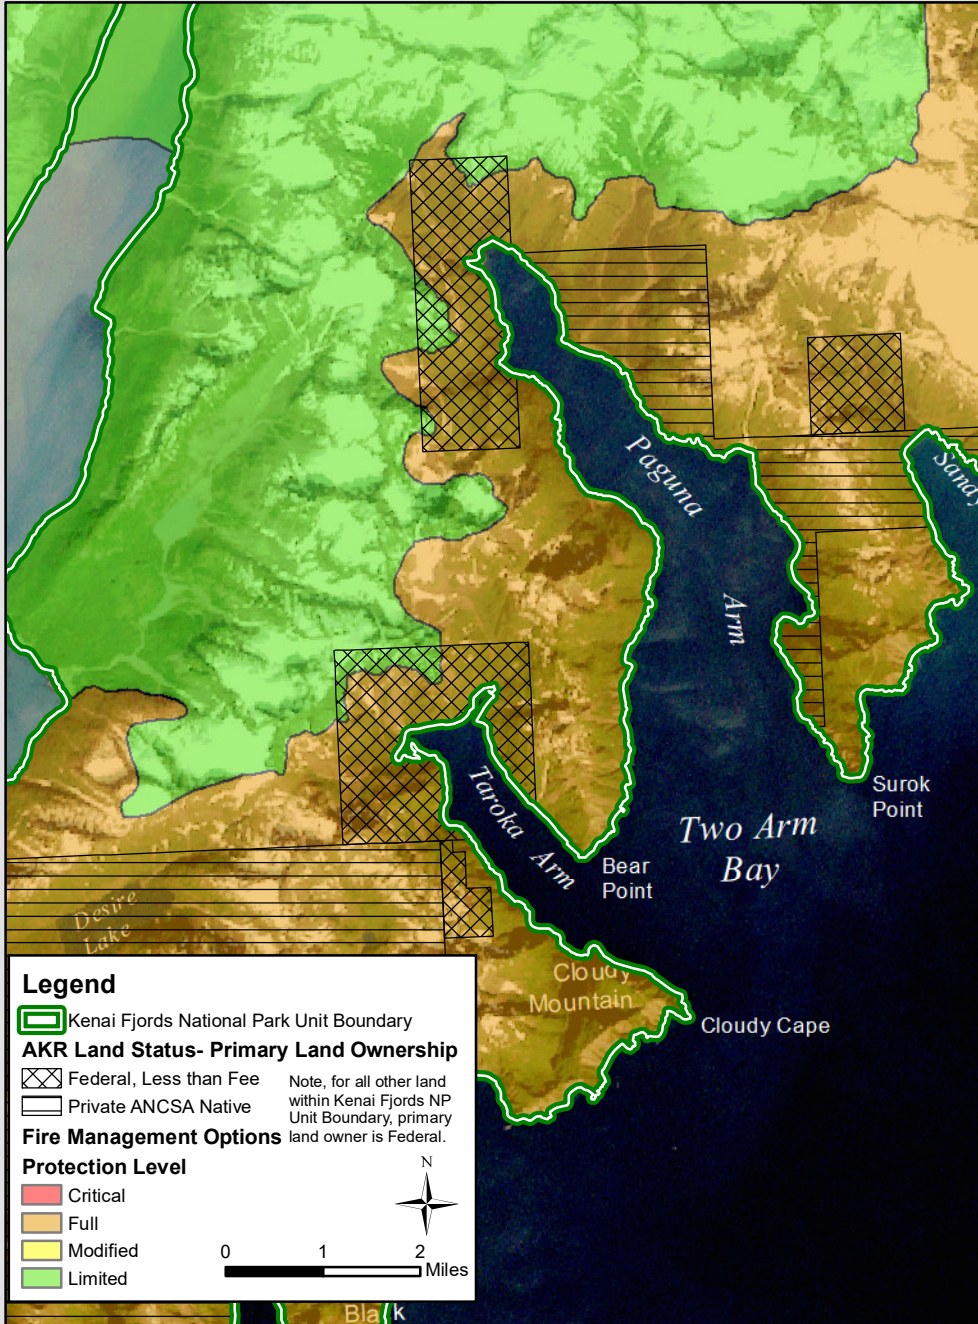 Paguna
Arm
Sandy
Surok
Point
Two Arm
Bay
Taroka
Arm
Bear
Point
Desire
Lake
Cloudy
Mountain
Cloudy Cape
Legend
Kenai Fjords National Park Unit Boundary
AKR Land Status- Primary Land Ownership
Federal, Less than Fee
Private ANCSA Native
Note, for all other land
within Kenai Fjords NP
Unit Boundary, primary
land owner is Federal.
Fire Management Options
Protection Level
Critical
Full
Modified
Limited
N
0 1 2
Miles
Black